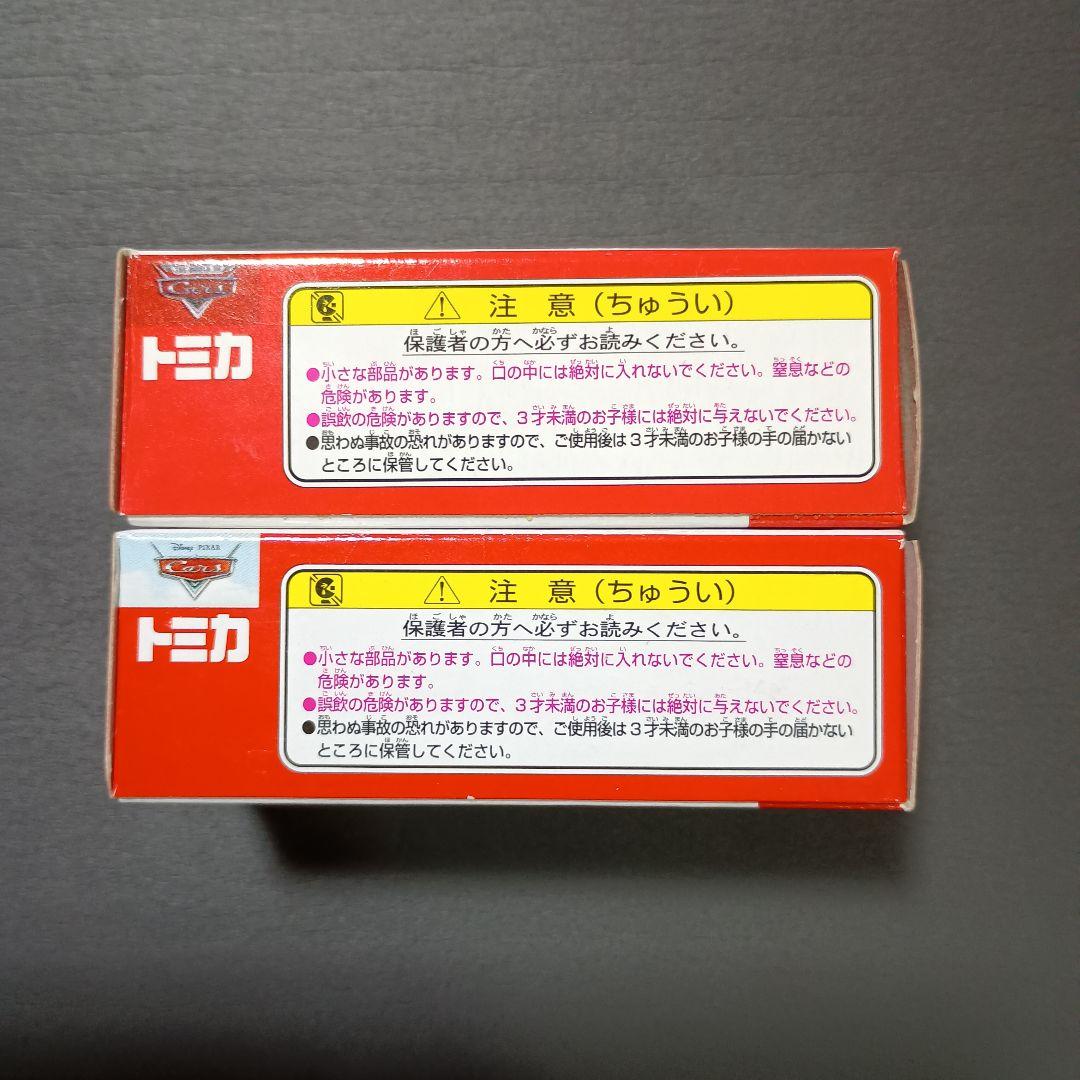 Cars
トミカ
注 意（ちゅうい）
保護者の方へ必ずお読みください。
●小さな部品があります。口の中には絶対に入れないでください。窒息などの
危険があります。
●誤飲の危険がありますので、3才未満のお子様には絶対に与えないでください。
●思わぬ事故の恐れがありますので、ご使用後は3才未満のお子様の手の届かない
ところに保管してください。
Disney PIXAR
Cars
トミカ
注 意（ちゅうい）
保護者の方へ必ずお読みください。
●小さな部品があります。口の中には絶対に入れないでください。窒息などの
危険があります。
●誤飲の危険がありますので、3才未満のお子様には絶対に与えないでください。
●思わぬ事故の恐れがありますので、ご使用後は3才未満のお子様の手の届かない
ところに保管してください。